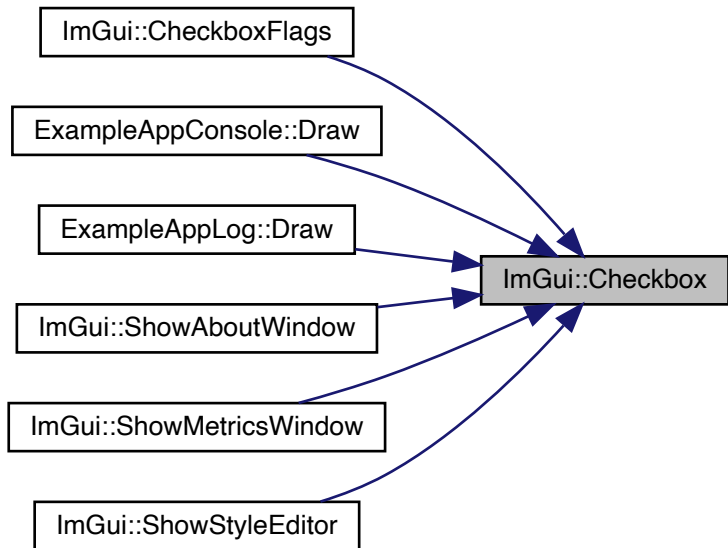 ImGui::CheckboxFlags
ExampleAppConsole::Draw
ExampleAppLog::Draw
ImGui::Checkbox
ImGui::ShowAboutWindow
ImGui::ShowMetricsWindow
ImGui::ShowStyleEditor